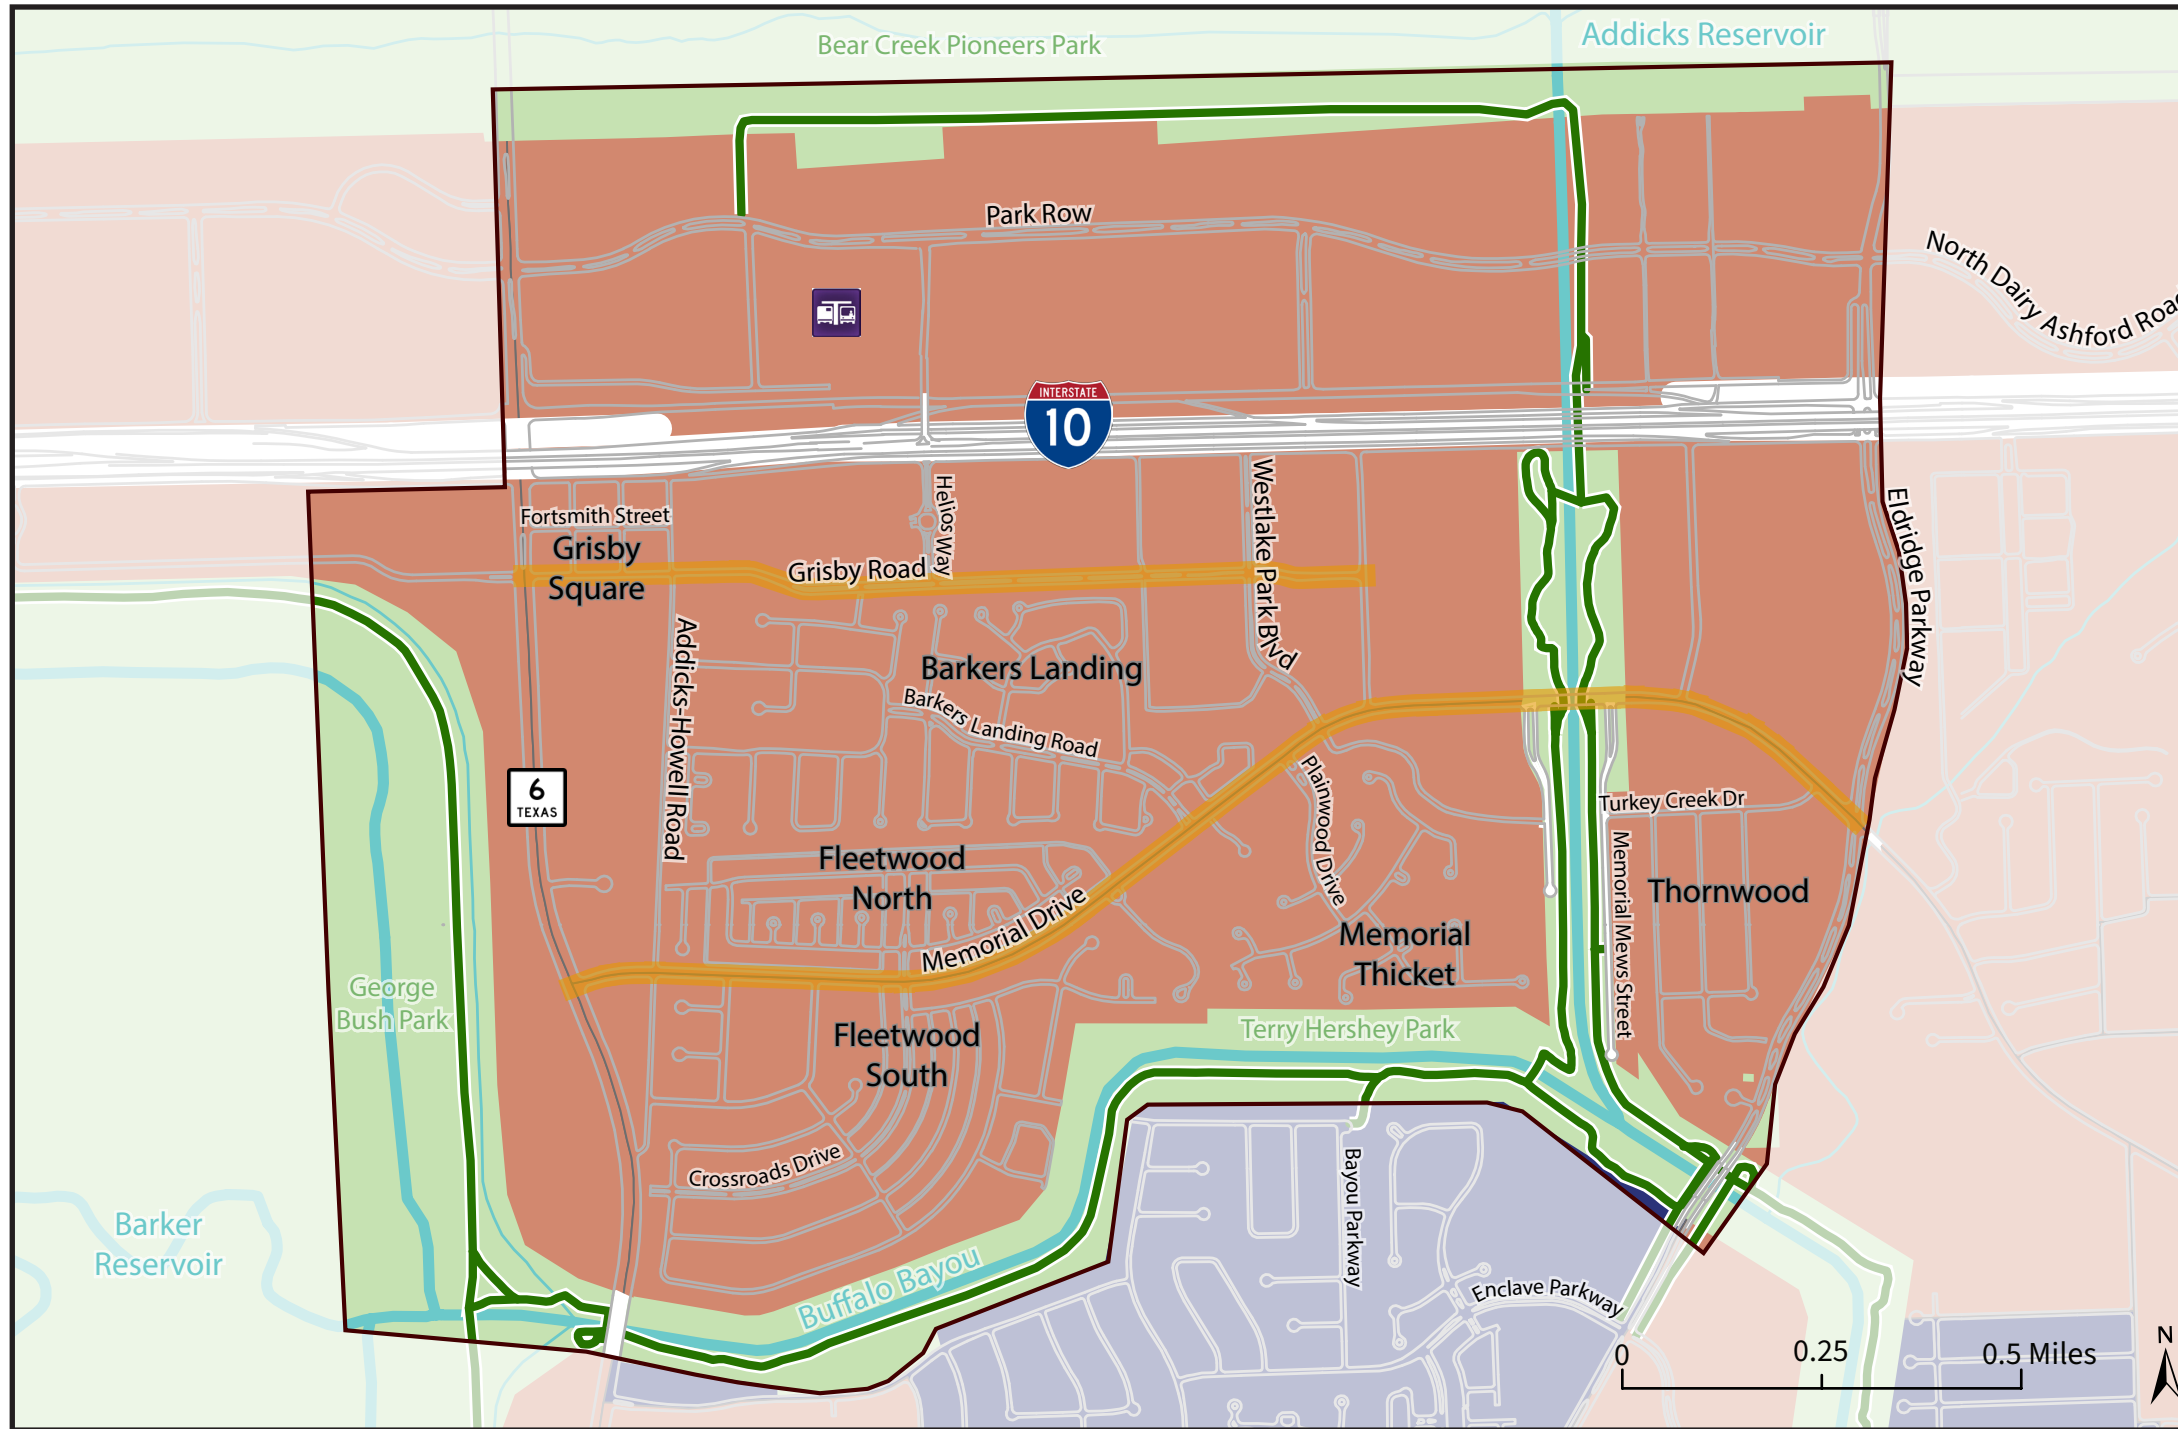 Bear Creek Pioneers Park
Addicks Reservoir
Park Row
North Dairy Ashford Road
INTERSTATE
10
Fortsmith Street
Grisby
Square
Helios Way
Grisby Road
Westlake Park Blvd
Eldridge Parkway
Addicks-Howell Road
Barkers Landing
Barkers Landing Road
6
TEXAS
Plainwood Drive
Turkey Creek Dr
Memorial Mews Street
Fleetwood
North
Thornwood
Memorial Drive
Memorial
Thicket
George
Bush Park
Terry Hershey Park
Fleetwood
South
Crossroads Drive
Bayou Parkway
Barker
Reservoir
Buffalo Bayou
Enclave Parkway
0
0.25
0.5 Miles
N